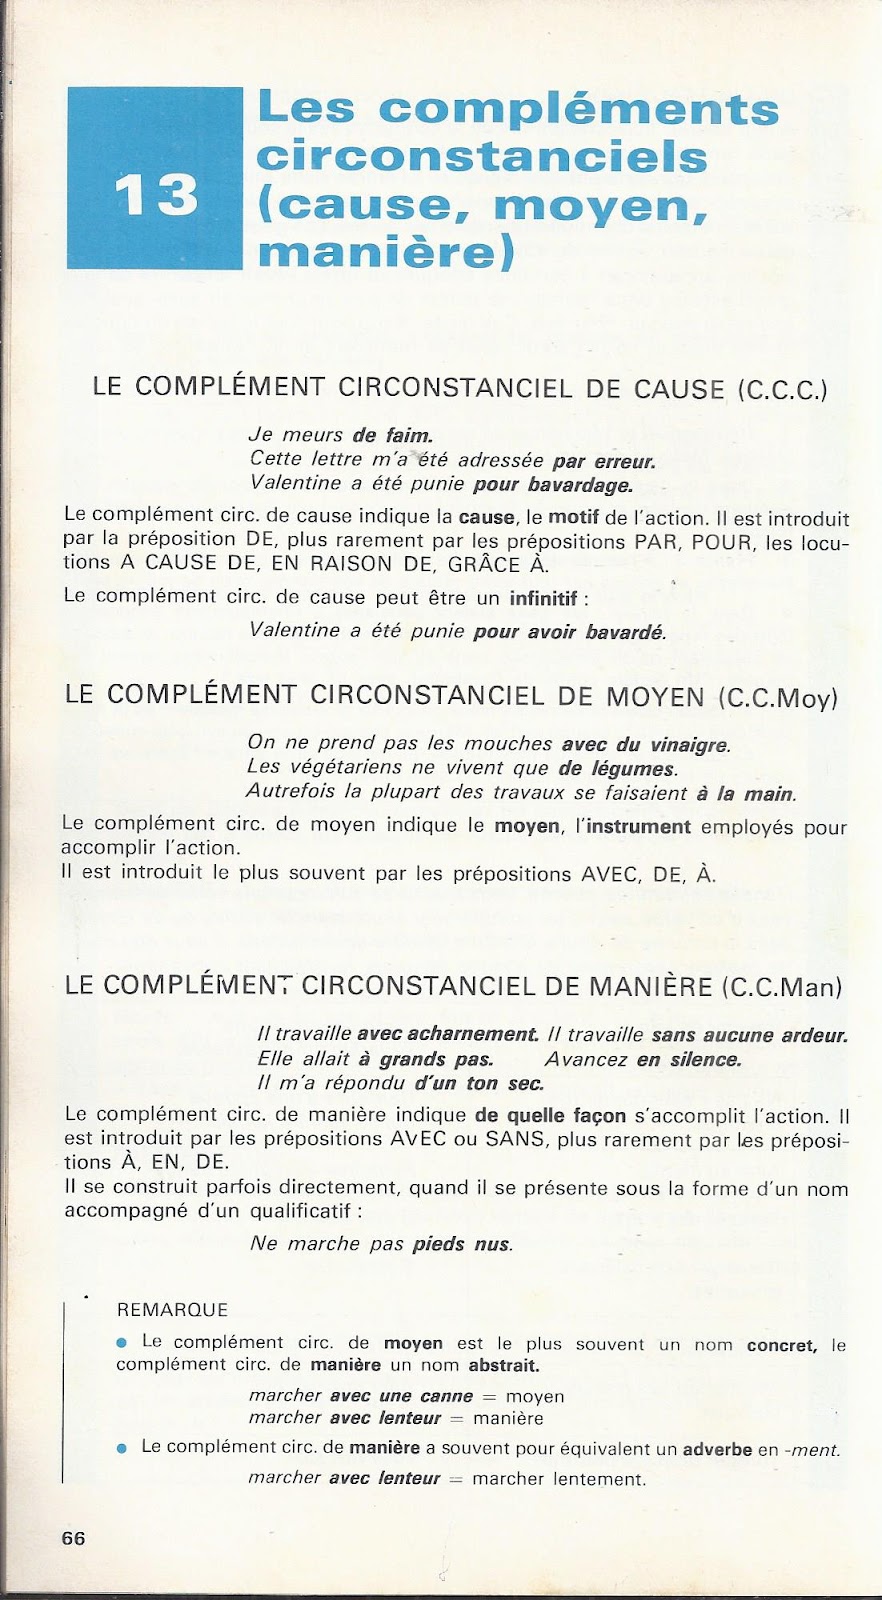 13
Les compléments
circonstanciels
(cause, moyen,
manière)
LE COMPLÉMENT CIRCONSTANCIEL DE CAUSE (C.C.C.)
Je meurs de faim.
Cette lettre m'a été adressée par erreur.
Valentine a été punie pour bavardage.
Le complément circ. de cause indique la cause, le motif de l'action. Il est introduit
par la préposition DE, plus rarement par les prépositions PAR, POUR, les locu-
tions A CAUSE DE, EN RAISON DE, GRÂCE À.
Le complément circ. de cause peut être un infinitif :
Valentine a été punie pour avoir bavardé.
LE COMPLÉMENT CIRCONSTANCIEL DE MOYEN (C.C.Moy)
On ne prend pas les mouches avec du vinaigre.
Les végétariens ne vivent que de légumes.
Autrefois la plupart des travaux se faisaient à la main.
Le complément circ. de moyen indique le moyen, l'instrument employés pour
accomplir l'action.
Il est introduit le plus souvent par les prépositions AVEC, DE, À.
LE COMPLÉMENT CIRCONSTANCIEL DE MANIÈRE (C.C.Man)
Il travaille avec acharnement. Il travaille sans aucune ardeur.
Elle allait à grands pas. Avancez en silence.
Il m'a répondu d'un ton sec.
Le complément circ. de manière indique de quelle façon s'accomplit l'action. Il
est introduit par les prépositions AVEC ou SANS, plus rarement par les préposi-
tions À, EN, DE.
Il se construit parfois directement, quand il se présente sous la forme d'un nom
accompagné d'un qualificatif :
Ne marche pas pieds nus.
REMARQUE
• Le complément circ. de moyen est le plus souvent un nom concret, le
complément circ. de manière un nom abstrait.
marcher avec une canne = moyen
marcher avec lenteur = manière
• Le complément circ. de manière a souvent pour équivalent un adverbe en -ment.
marcher avec lenteur = marcher lentement.
66